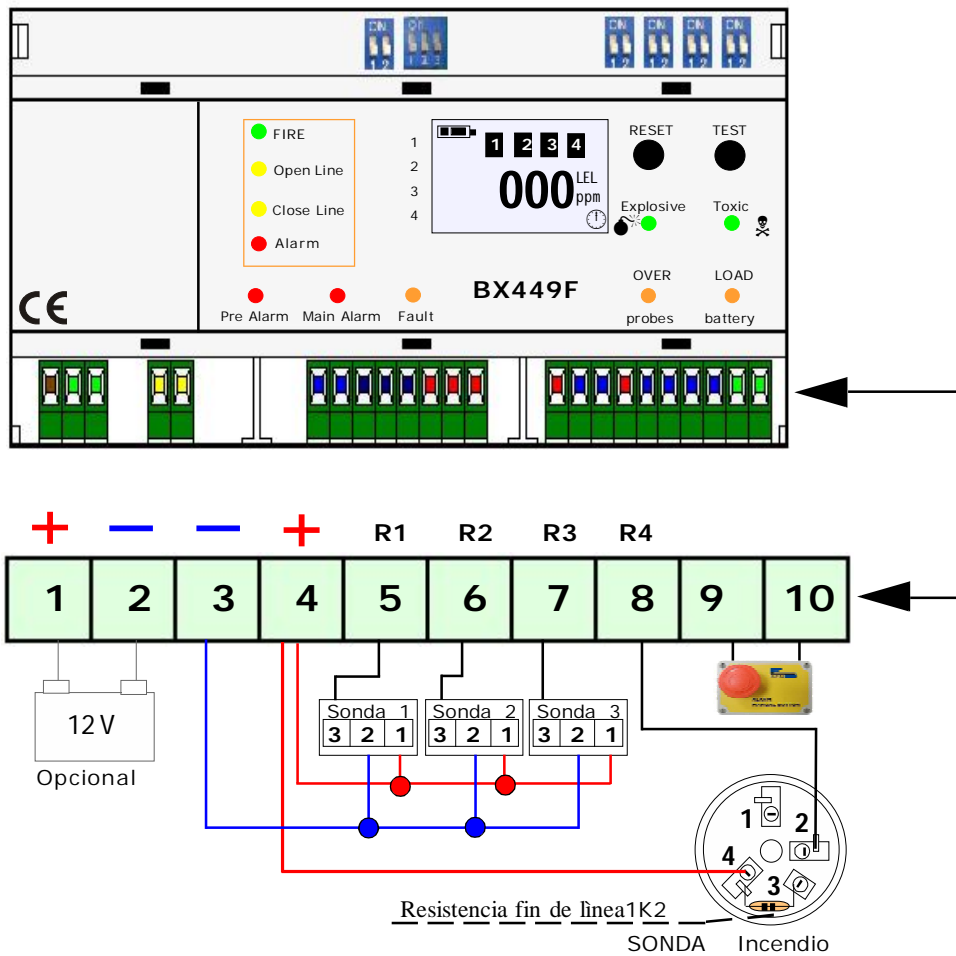 ON ON ON ON ON ON
1 2 1 2 3 1 2 1 2 1 2 1 2
FIRE
Open Line
Close Line
Alarm
1
2
3
4
1 2 3 4
000 LEL ppm
RESET TEST
Explosive Toxic
BX449F
OVER LOAD
probes battery
Pre Alarm Main Alarm Fault
CE
+ — — + R1 R2 R3 R4
1 2 3 4 5 6 7 8 9 10
12 V
Opcional
Sonda 1 Sonda 2 Sonda 3
3 2 1 3 2 1 3 2 1
1
2
4
3
Resistencia fin de lìnea1K2
SONDA Incendio